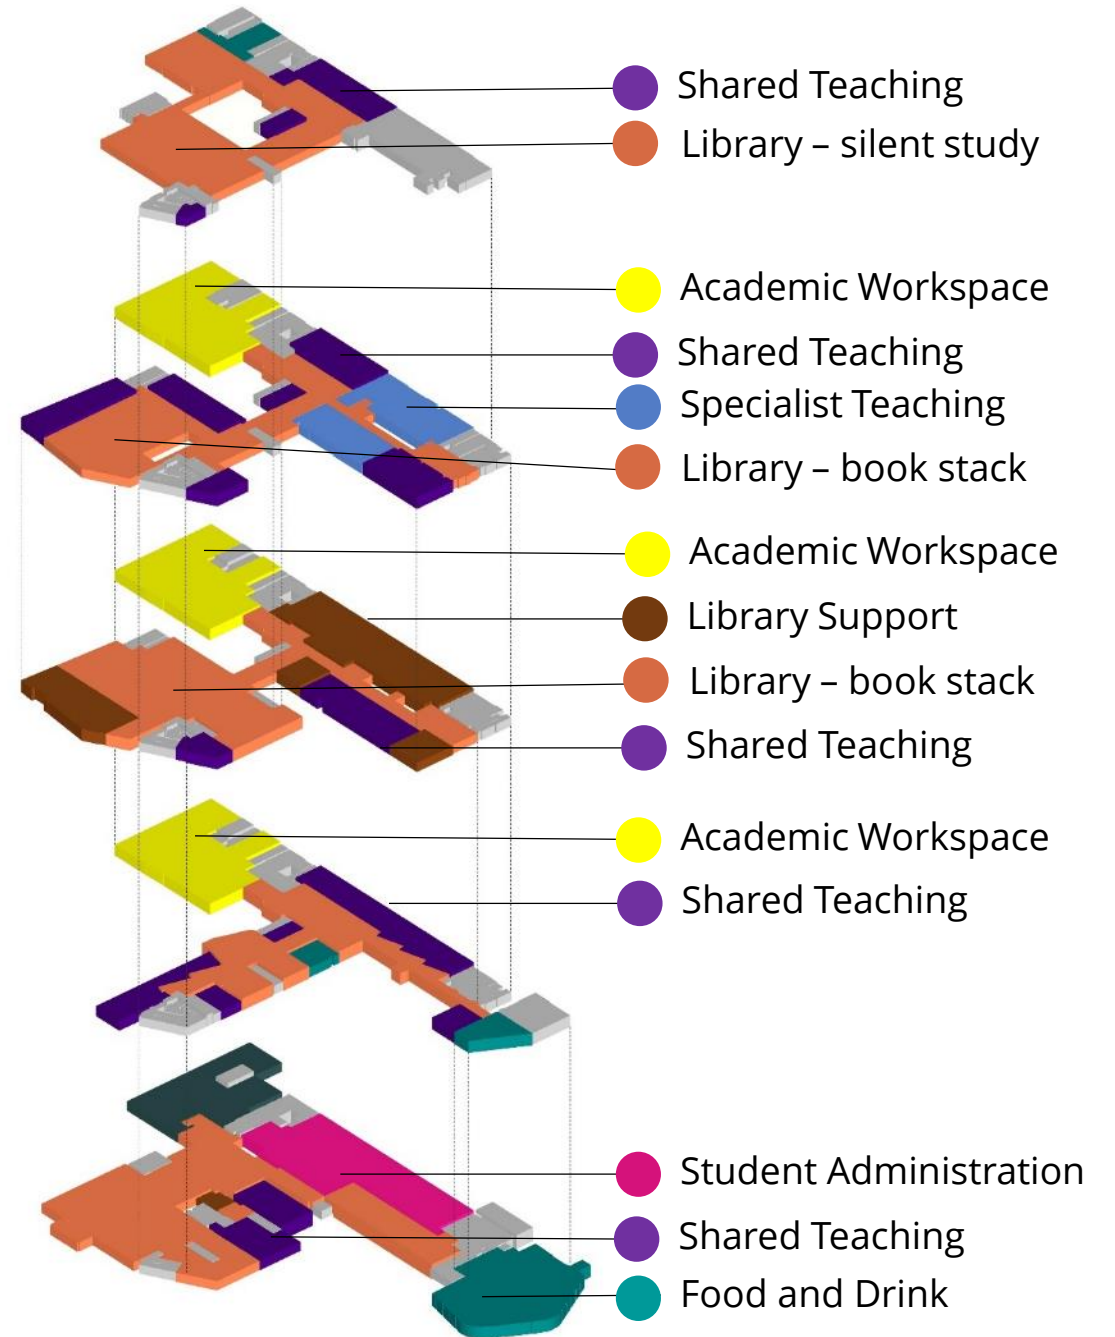 Shared Teaching
Library – silent study
Academic Workspace
Shared Teaching
Specialist Teaching
Library – book stack
Academic Workspace
Library Support
Library – book stack
Shared Teaching
Academic Workspace
Shared Teaching
Student Administration
Shared Teaching
Food and Drink